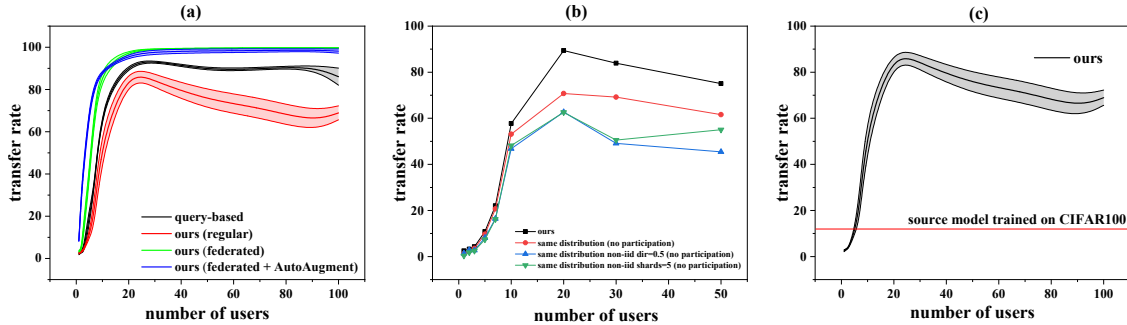 (a)
100
80
60
40
20
0
transfer rate
query-based
ours (regular)
ours (federated)
ours (federated + AutoAugment)
0 20 40 60 80 100
number of users
(b)
100
80
60
40
20
0
transfer rate
ours
same distribution (no participation)
same distribution non-iid dir=0.5 (no participation)
same distribution non-iid shards=5 (no participation)
0 10 20 30 40 50
number of users
(c)
100
80
60
40
20
0
transfer rate
ours
source model trained on CIFAR100
0 20 40 60 80 100
number of users